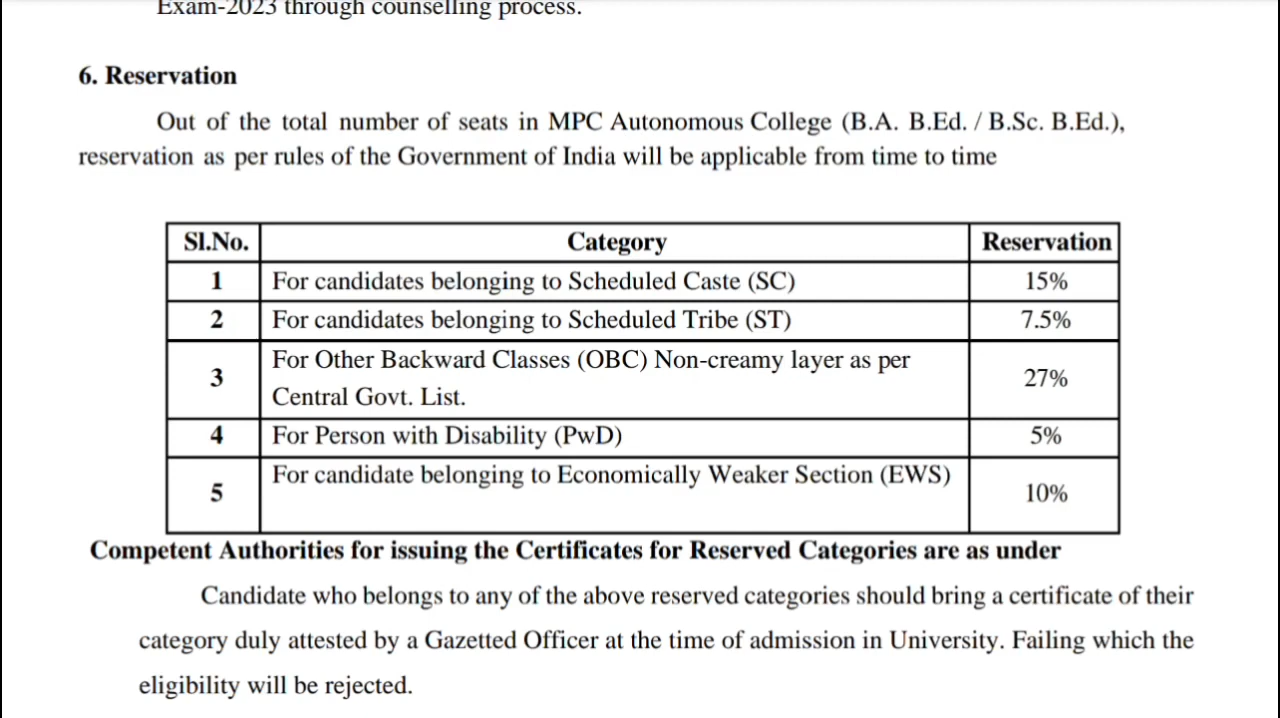 Exam-2023 through counselling process.
6. Reservation
Out of the total number of seats in MPC Autonomous College (B.A. B.Ed. / B.Sc. B.Ed.),
reservation as per rules of the Government of India will be applicable from time to time
Sl.No. Category Reservation
1 For candidates belonging to Scheduled Caste (SC) 15%
2 For candidates belonging to Scheduled Tribe (ST) 7.5%
3 For Other Backward Classes (OBC) Non-creamy layer as per
Central Govt. List. 27%
4 For Person with Disability (PwD) 5%
5 For candidate belonging to Economically Weaker Section (EWS) 10%
Competent Authorities for issuing the Certificates for Reserved Categories are as under
Candidate who belongs to any of the above reserved categories should bring a certificate of their
category duly attested by a Gazetted Officer at the time of admission in University. Failing which the
eligibility will be rejected.